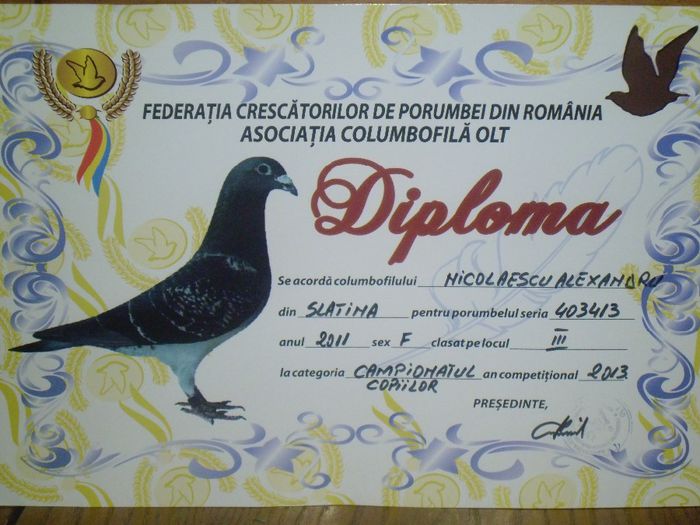 FEDERAȚIA CRESCĂTORILOR DE PORUMBEI DIN ROMÂNIA
ASOCIAȚIA COLUMBOFILĂ OLT
Diploma
Se acordă columbofilului NICOLAESCU ALEXANDRU
din SLATINA pentru porumbelul seria 403413
anul 2011 sex F clasat pe locul III
la categoria CAMPIONATUL an competițional 2013
COPIILOR
PREȘEDINTE,